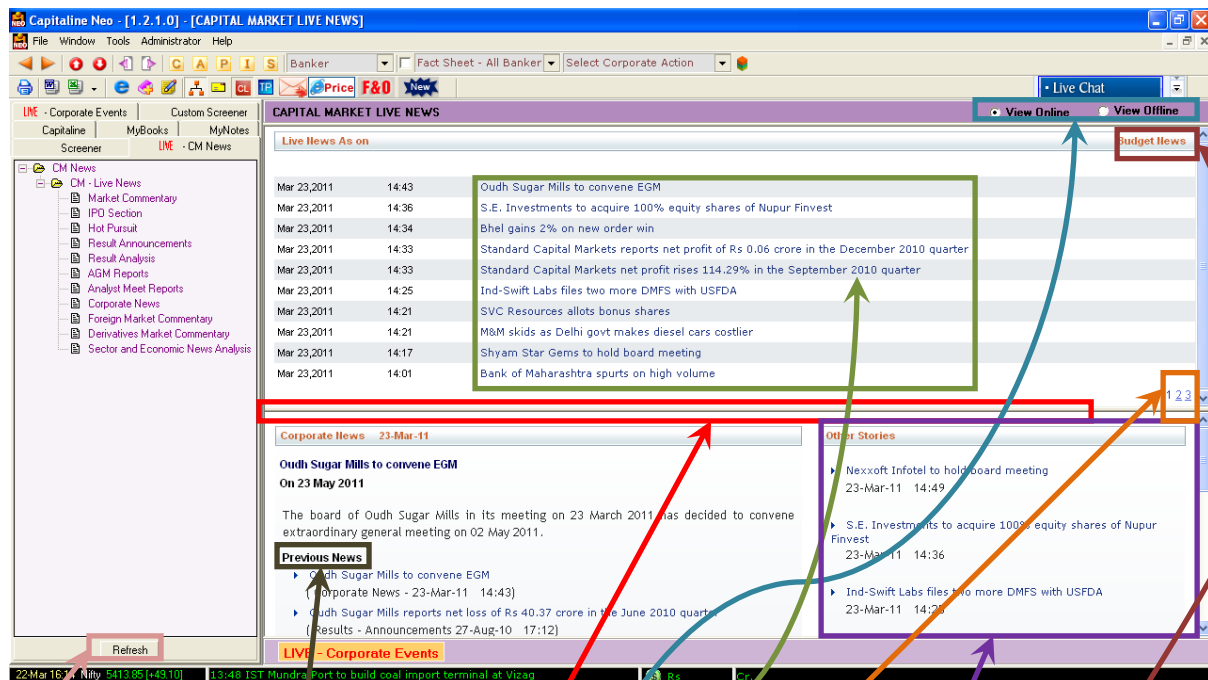 Capitaline Neo - [1.2.1.0] - [CAPITAL MARKET LIVE NEWS]
File Window Tools Administrator Help
C A P I S Banker Fact Sheet - All Banker Select Corporate Action
CL TP Price F&O New Live Chat
LIVE - Corporate Events Custom Screener
Capitaline MyBooks MyNotes
Screener LIVE - CM News
CM News
CM - Live News
Market Commentary
IPO Section
Hot Pursuit
Result Announcements
Result Analysis
AGM Reports
Analyst Meet Reports
Corporate News
Foreign Market Commentary
Derivatives Market Commentary
Sector and Economic News Analysis
Refresh
CAPITAL MARKET LIVE NEWS View Online View Offline
Live News As on Budget News
Mar 23,2011 14:43 Oudh Sugar Mills to convene EGM
Mar 23,2011 14:36 S.E. Investments to acquire 100% equity shares of Nupur Finvest
Mar 23,2011 14:34 Bhel gains 2% on new order win
Mar 23,2011 14:33 Standard Capital Markets reports net profit of Rs 0.06 crore in the December 2010 quarter
Mar 23,2011 14:33 Standard Capital Markets net profit rises 114.29% in the September 2010 quarter
Mar 23,2011 14:25 Ind-Swift Labs files two more DMFS with USFDA
Mar 23,2011 14:21 SVC Resources allots bonus shares
Mar 23,2011 14:21 M&M skids as Delhi govt makes diesel cars costlier
Mar 23,2011 14:17 Shyam Star Gems to hold board meeting
Mar 23,2011 14:01 Bank of Maharashtra spurts on high volume
1 2 3
Corporate News 23-Mar-11
Oudh Sugar Mills to convene EGM
On 23 May 2011
The board of Oudh Sugar Mills in its meeting on 23 March 2011 has decided to convene
extraordinary general meeting on 02 May 2011.
Previous News
Oudh Sugar Mills to convene EGM
( Corporate News - 23-Mar-11 14:43)
Oudh Sugar Mills reports net loss of Rs 40.37 crore in the June 2010 quarter
( Results - Announcements 27-Aug-10 17:12)
Other Stories
Nexxoft Infotel to hold board meeting
23-Mar-11 14:49
S.E. Investments to acquire 100% equity shares of Nupur
Finvest
23-Mar-11 14:36
Ind-Swift Labs files two more DMFS with USFDA
23-Mar-11 14:25
LIVE - Corporate Events
22-Mar 16:14 Nifty 5413.85 [+49.10] 13:48 IST Mundra Port to build coal import terminal at Vizag Rs Cr.